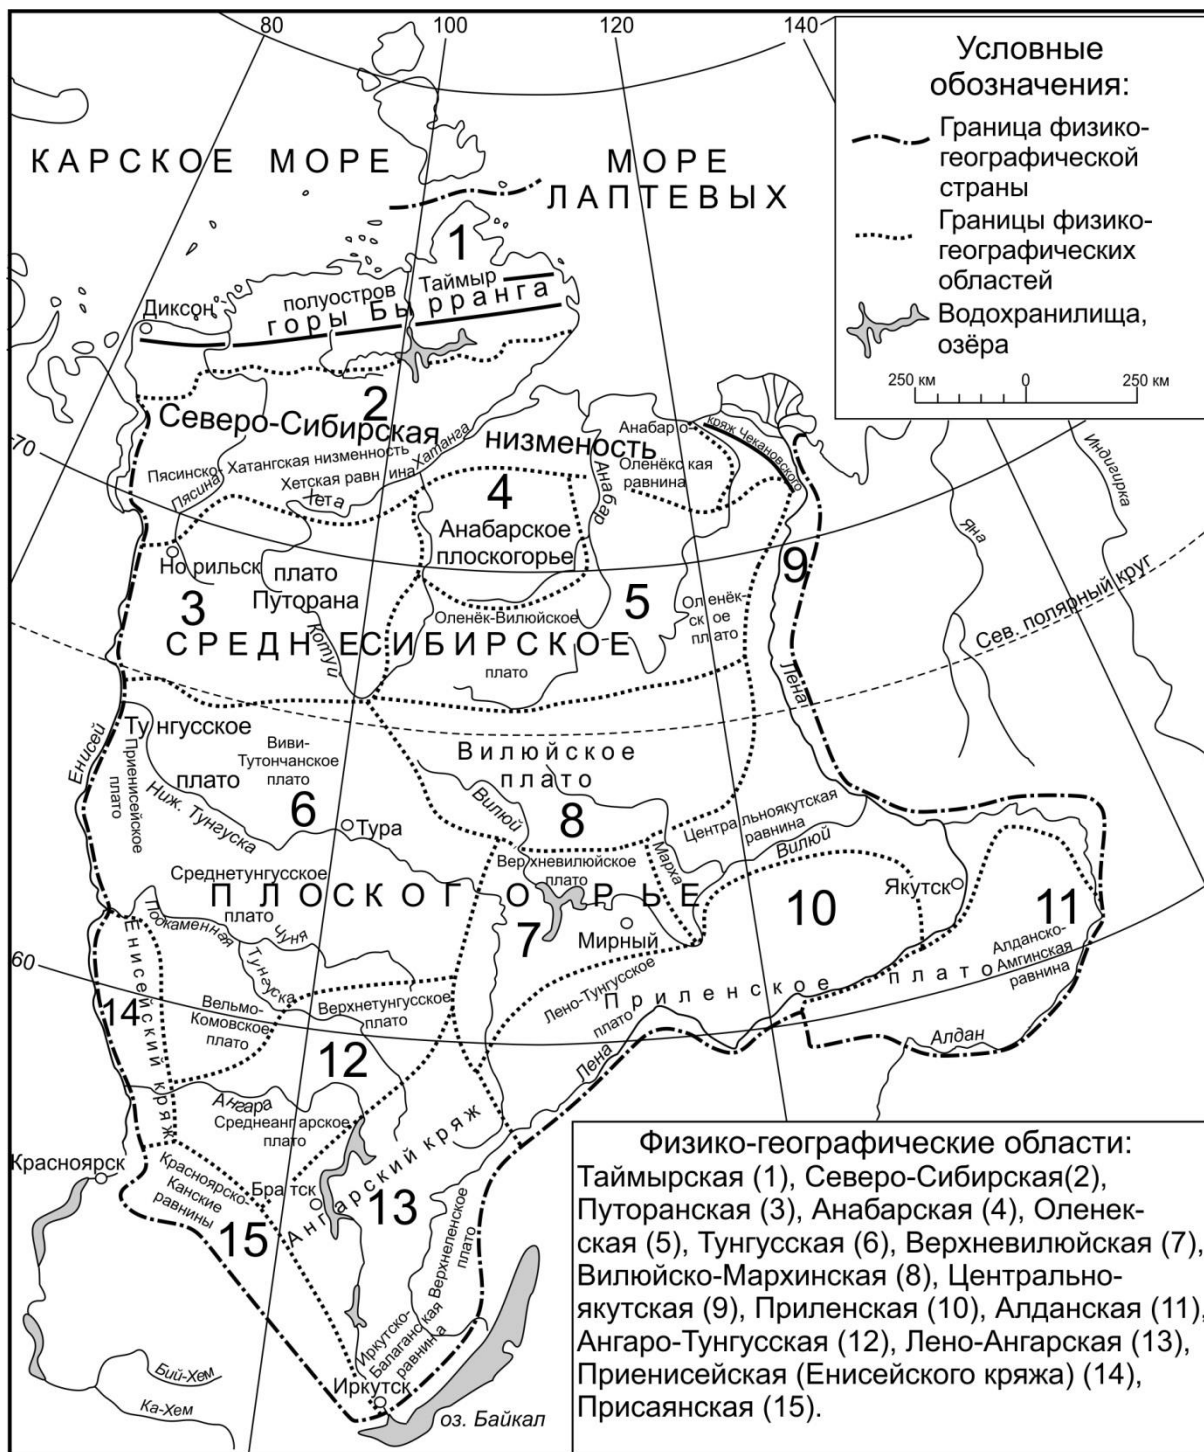 80
100
120
140
Условные
обозначения:
Граница физико-
географической
страны
Границы физико-
географических
областей
Водохранилища,
озёра
250 км
0
250 км
КАРСКОЕ МОРЕ
МОРЕ
ЛАПТЕВЫХ
1
полуостров Таймыр
горы Бырранга
Диксон
2
Северо-Сибирская
низменость
Пясинско-Хатангская низменность
Хетская равнина
Хатанга
Пясина
Хета
Анабаро-
Оленёкская
равнина
кряж Чекановского
Анабар
70
4
Анабарское
плоскогорье
Индигирка
Яна
Сев. полярный круг
Норильск
плато
Путорана
3
Котуй
5
9
Оленёк-Вилюйское
плато
Оленёк-
ское
плато
СРЕДНЕСИБИРСКОЕ
Лена
Енисей
Тунгусское
плато
Приенисейское
плато
Виви-
Тутончанское
плато
Ниж. Тунгуска
6
Тура
Вилюйское
плато
Вилюй
8
Центральноякутская
равнина
Вилюй
Марха
Верхневилюйское
плато
Среднетунгусское
плато
ПЛОСКОГОРЬЕ
7
Мирный
10
Якутск
11
Алданско-
Амгинская
равнина
Подкаменная
Тунгуска
Чуня
60
Енисейский кряж
14
Вельмо-
Комовское
плато
Верхнетунгусское
плато
12
Лено-Тунгусское
плато
Приленское плато
Лена
Алдан
Ангара
Среднеангарское
плато
Красноярск
Красноярско-
Канские
равнины
Братск
Ангарский кряж
13
15
Верхнеленское
плато
Иркутско-
Балаганская
равнина
Иркутск
оз. Байкал
Бий-Хем
Ка-Хем
Физико-географические области:
Таймырская (1), Северо-Сибирская(2),
Путоранская (3), Анабарская (4), Оленек-
ская (5), Тунгусская (6), Верхневилюйская (7),
Вилюйско-Мархинская (8), Центрально-
якутская (9), Приленская (10), Алданская (11),
Ангаро-Тунгусская (12), Лено-Ангарская (13),
Приенисейская (Енисейского кряжа) (14),
Присаянская (15).